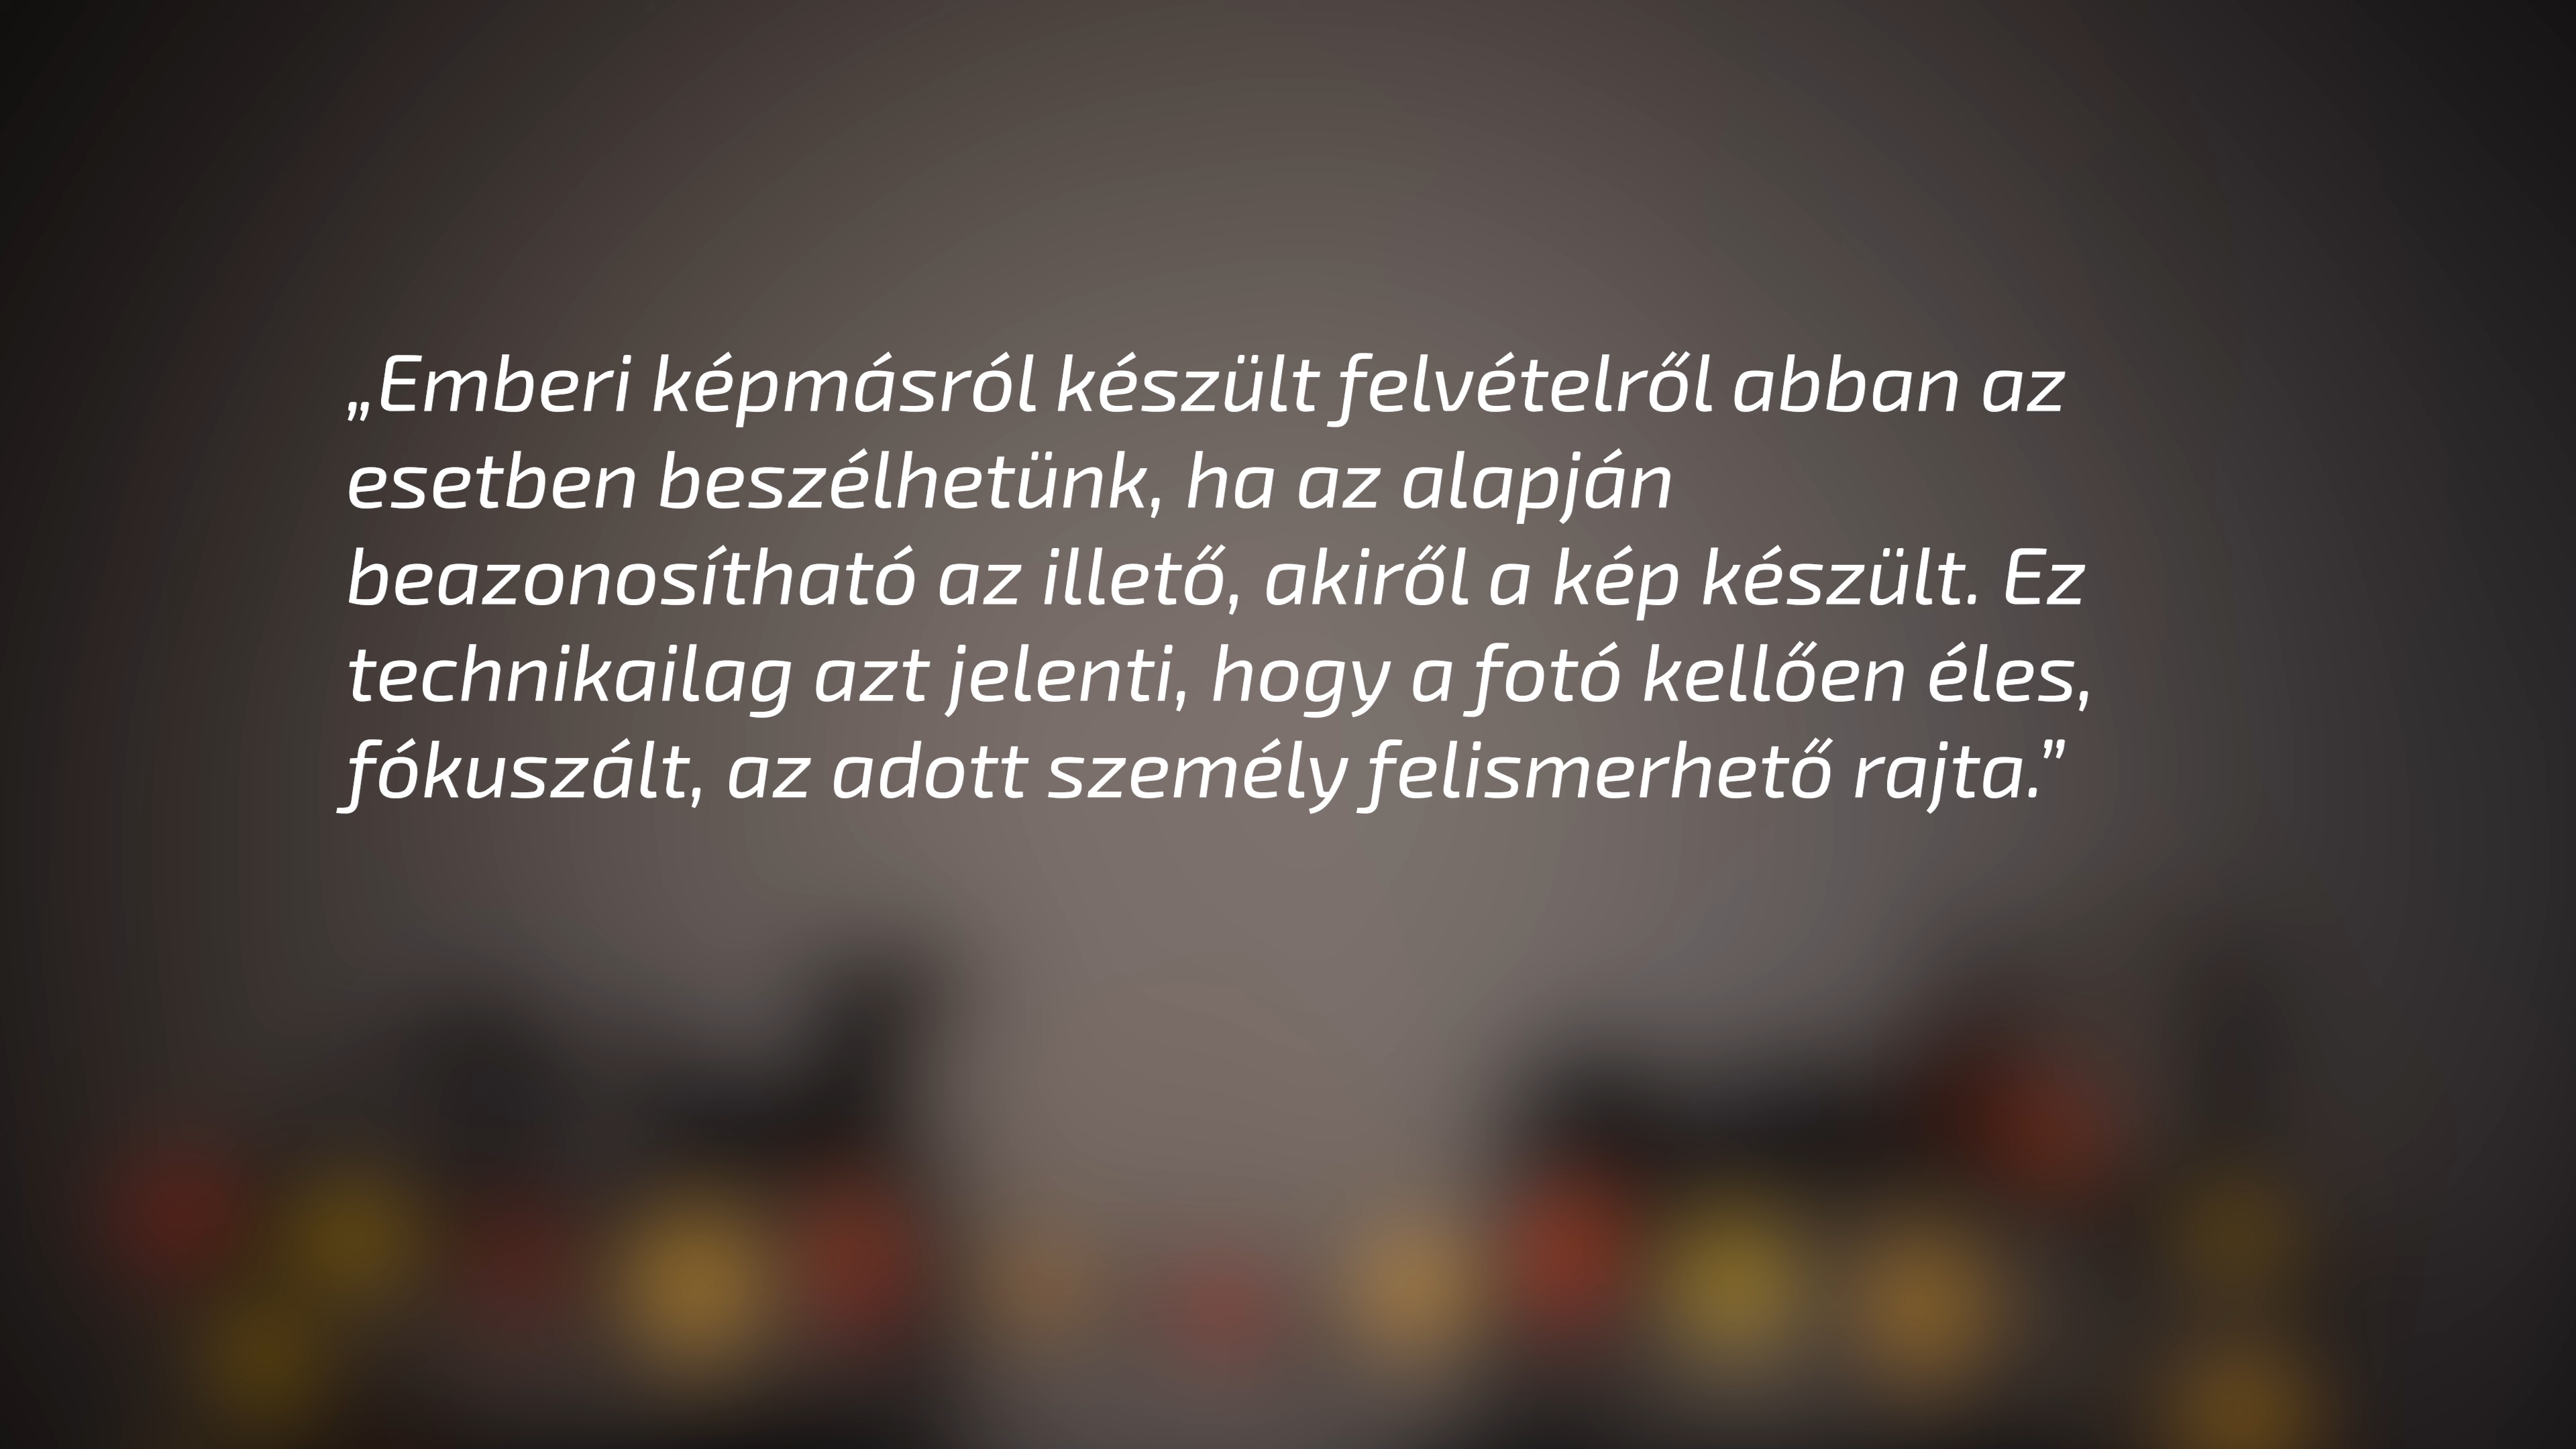 „Emberi képmásról készült felvételről abban az
esetben beszélhetünk, ha az alapján
beazonosítható az illető, akiről a kép készült. Ez
technikailag azt jelenti, hogy a fotó kellően éles,
fókuszált, az adott személy felismerhető rajta.”